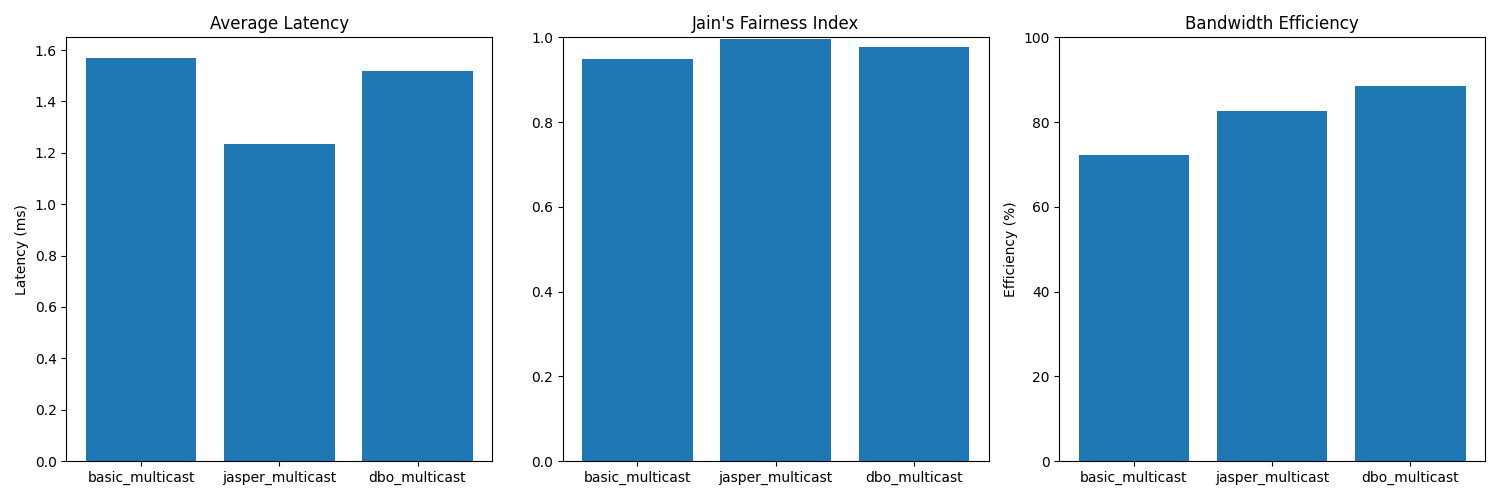 Average Latency
Latency (ms)
1.6
1.4
1.2
1.0
0.8
0.6
0.4
0.2
0.0
basic_multicast jasper_multicast dbo_multicast
Jain's Fairness Index
1.0
0.8
0.6
0.4
0.2
0.0
basic_multicast jasper_multicast dbo_multicast
Bandwidth Efficiency
Efficiency (%)
100
80
60
40
20
0
basic_multicast jasper_multicast dbo_multicast